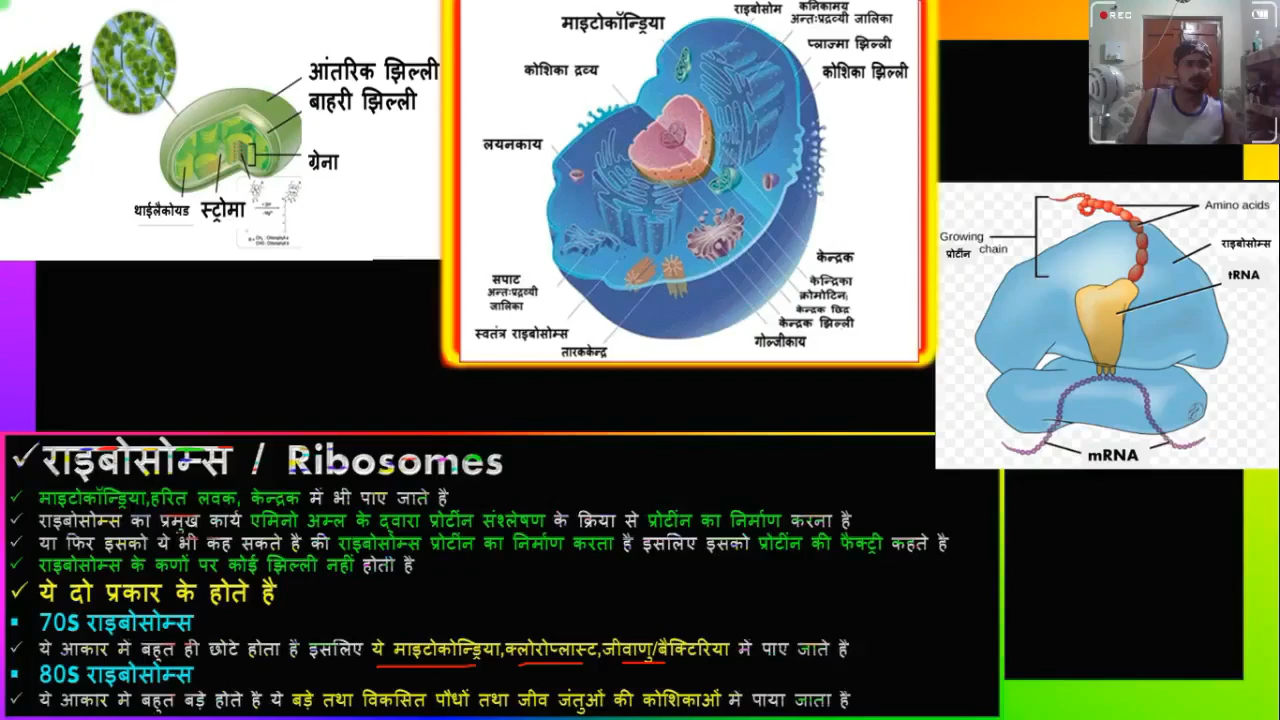 आंतरिक झिल्ली
बाहरी झिल्ली
ग्रेना
थाईलैकोयड स्ट्रोमा
माइटोकॉन्ड्रिया
राइबोसोम
कनिकामय
अन्तःप्रद्रव्यी जालिका
प्लाज्मा झिल्ली
कोशिका झिल्ली
कोशिका द्रव्य
लयनकाय
सपाट
अन्तःप्रद्रव्यी
जालिका
स्वतंत्र राइबोसोम्स
तारककेन्द्र
केन्द्रक
केन्द्रिका
क्रोमोटिन
केन्द्रक छिद्र
केन्द्रक झिल्ली
गोल्जीकाय
REC
Amino acids
Growing
प्रोटीन chain
राइबोसोम्स
tRNA
mRNA
✓राइबोसोम्स / Ribosomes
✓ माइटोकॉन्ड्रिया,हरित लवक, केन्द्रक में भी पाए जाते है
✓ राइबोसोम्स का प्रमुख कार्य एमिनो अम्ल के द्वारा प्रोटीन संश्लेषण के क्रिया से प्रोटीन का निर्माण करना है
✓ या फिर इसको ये भी कह सकते है की राइबोसोम्स प्रोटीन का निर्माण करता है इसलिए इसको प्रोटीन की फैक्ट्री कहते है
✓ राइबोसोम्स के कणों पर कोई झिल्ली नहीं होती है
✓ ये दो प्रकार के होते है
▪ 70S राइबोसोम्स
✓ ये आकार में बहुत ही छोटे होता है इसलिए ये माइटोकोन्ड्रिया,क्लोरोप्लास्ट,जीवाणु/बैक्टिरिया में पाए जाते है
▪ 80S राइबोसोम्स
✓ ये आकार में बहुत बड़े होते है ये बड़े तथा विकसित पौधों तथा जीव जंतुओं की कोशिकाओं मे पाया जाता है